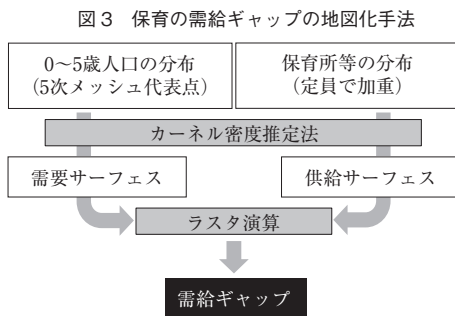 図3 保育の需給ギャップの地図化手法
0～5歳人口の分布
(5次メッシュ代表点)
保育所等の分布
(定員で加重)
カーネル密度推定法
需要サーフェス
供給サーフェス
ラスタ演算
需給ギャップ